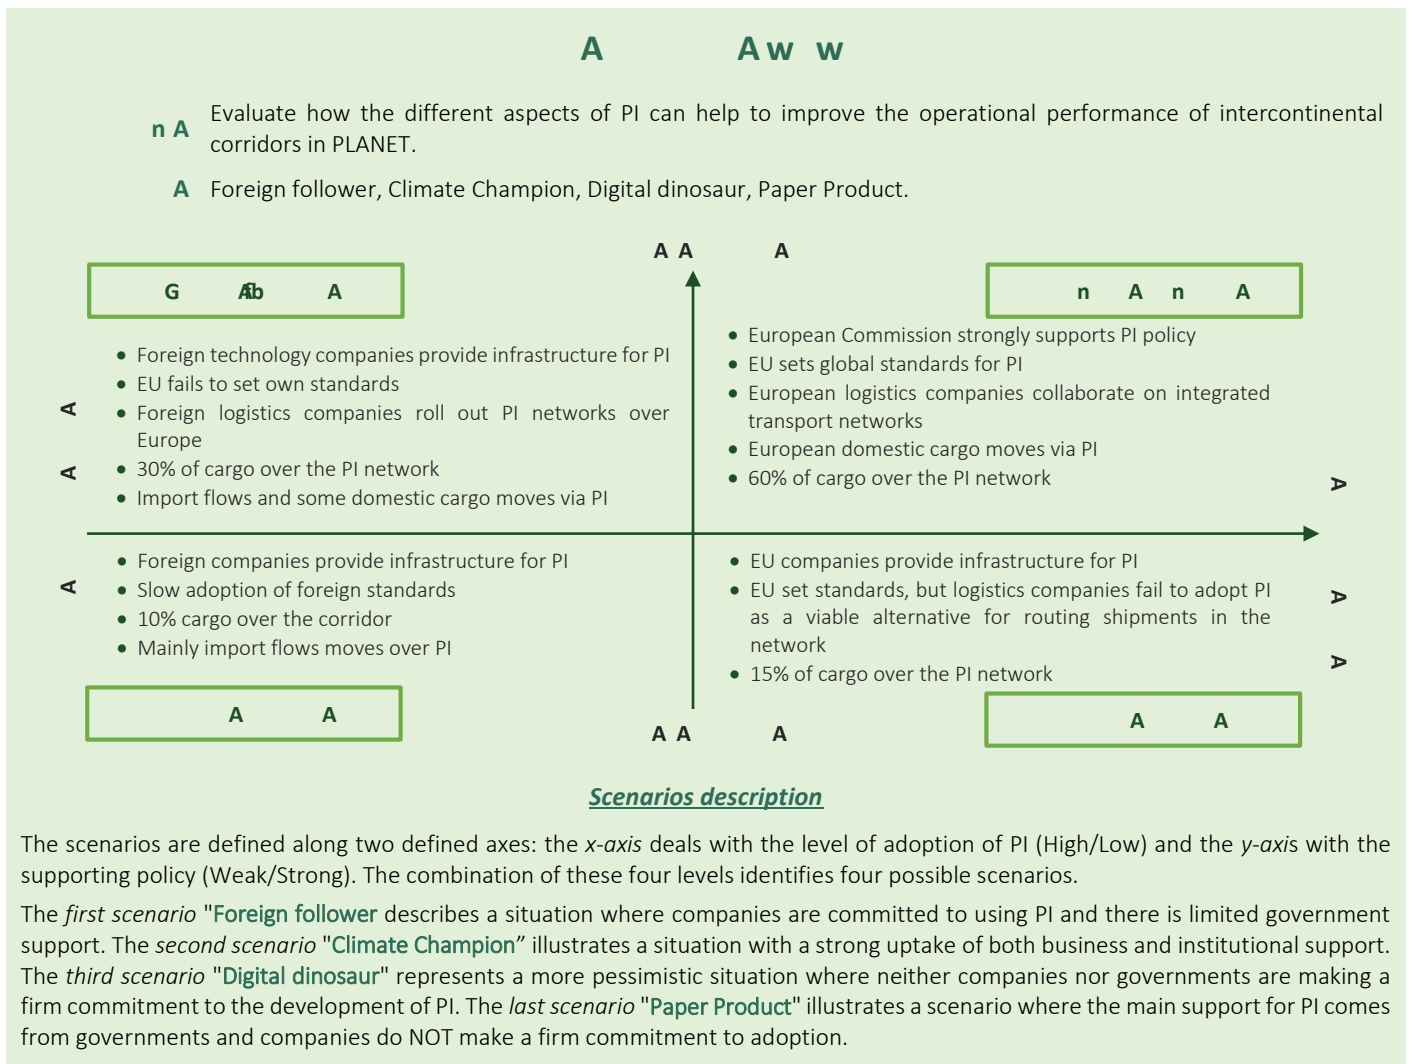 A A w w
n A Evaluate how the different aspects of PI can help to improve the operational performance of intercontinental
corridors in PLANET.
A Foreign follower, Climate Champion, Digital dinosaur, Paper Product.
A A A
G A A
n A n A
• Foreign technology companies provide infrastructure for PI
• EU fails to set own standards
• Foreign logistics companies roll out PI networks over
Europe
• 30% of cargo over the PI network
• Import flows and some domestic cargo moves via PI
A
A
• European Commission strongly supports PI policy
• EU sets global standards for PI
• European logistics companies collaborate on integrated
transport networks
• European domestic cargo moves via PI
• 60% of cargo over the PI network
A
• Foreign companies provide infrastructure for PI
• Slow adoption of foreign standards
• 10% cargo over the corridor
• Mainly import flows moves over PI
A
• EU companies provide infrastructure for PI
• EU set standards, but logistics companies fail to adopt PI
as a viable alternative for routing shipments in the
network
• 15% of cargo over the PI network
A
A
A A
A A
A A A
Scenarios description
The scenarios are defined along two defined axes: the x-axis deals with the level of adoption of PI (High/Low) and the y-axis with the
supporting policy (Weak/Strong). The combination of these four levels identifies four possible scenarios.
The first scenario "Foreign follower describes a situation where companies are committed to using PI and there is limited government
support. The second scenario "Climate Champion” illustrates a situation with a strong uptake of both business and institutional support.
The third scenario "Digital dinosaur" represents a more pessimistic situation where neither companies nor governments are making a
firm commitment to the development of PI. The last scenario "Paper Product" illustrates a scenario where the main support for PI comes
from governments and companies do NOT make a firm commitment to adoption.